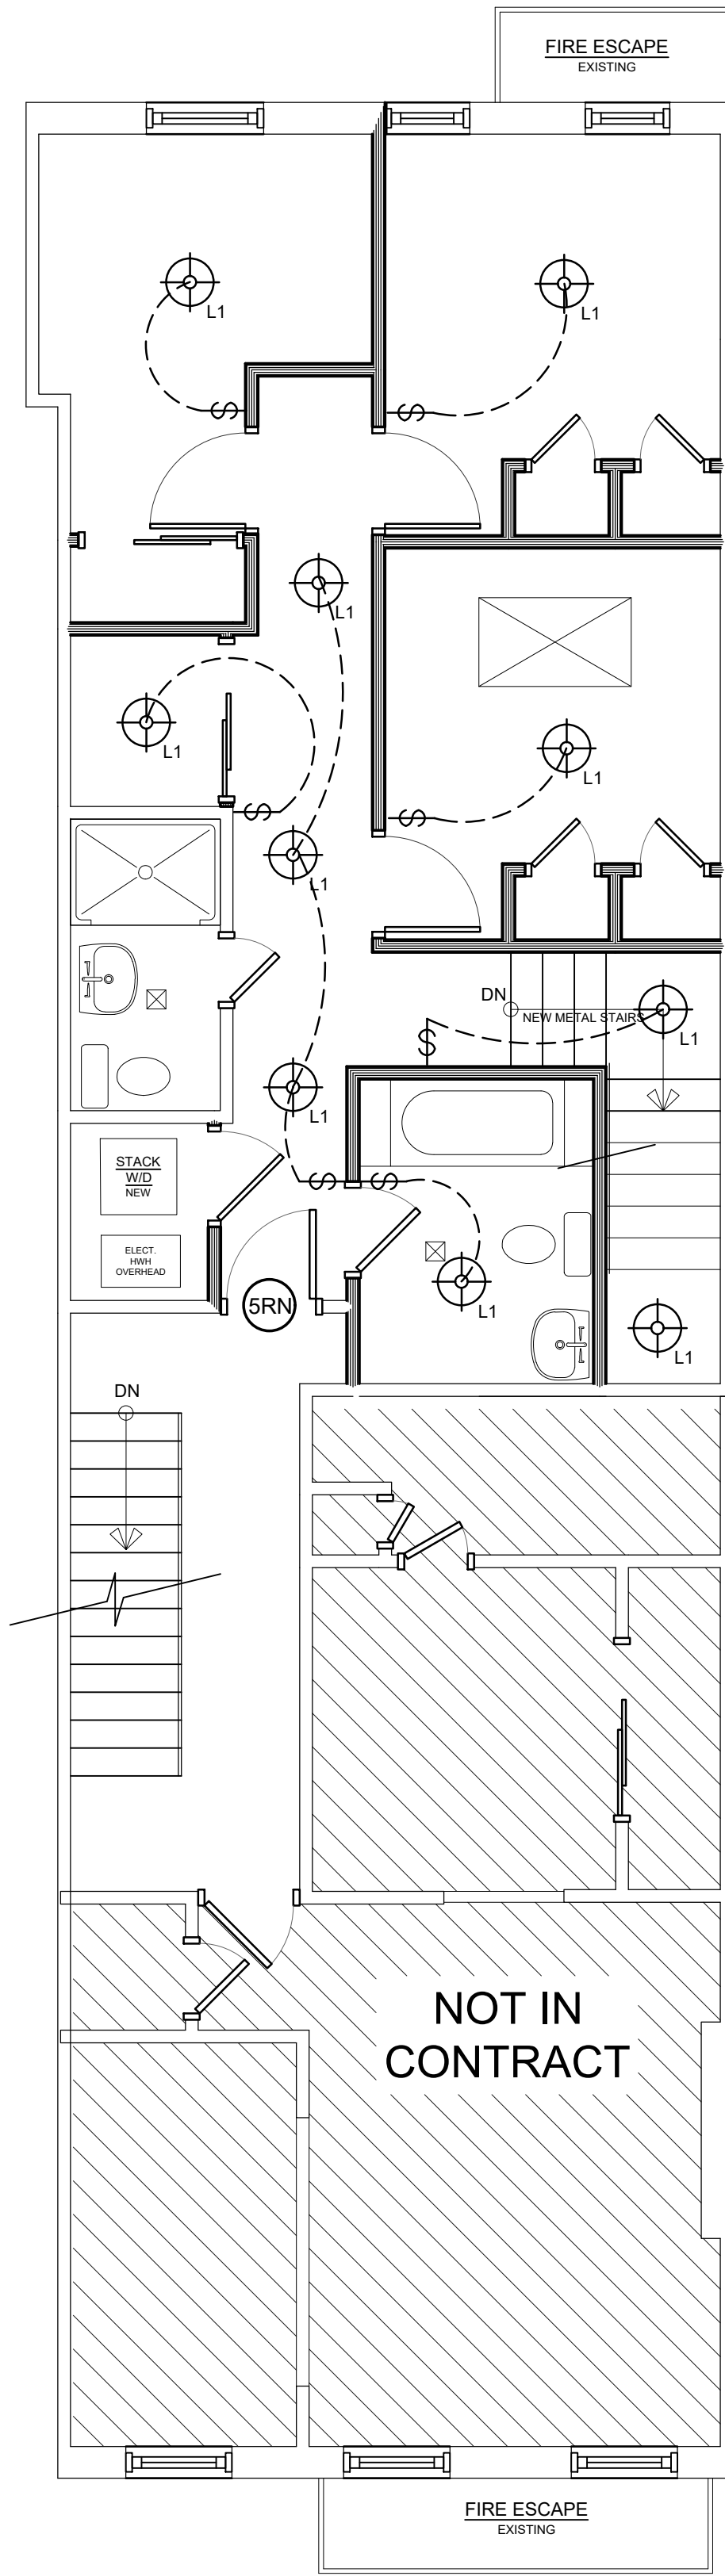 FIRE ESCAPE
EXISTING
L1
L1
$
$
L1
L1
L1
$
$
L1
DN
NEW METAL STAIRS
L1
$
L1
STACK
W/D
NEW
$
$
ELECT.
HWH
OVERHEAD
5RN
L1
L1
DN
NOT IN
CONTRACT
FIRE ESCAPE
EXISTING